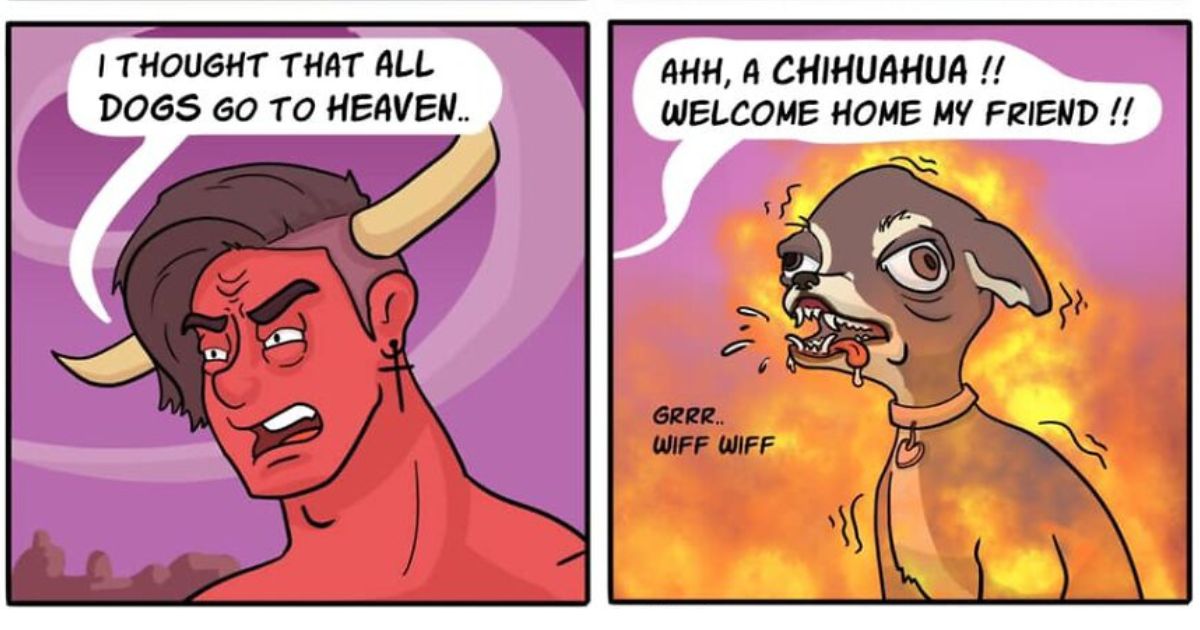 I THOUGHT THAT ALL
DOGS GO TO HEAVEN..
AHH, A CHIHUAHUA !!
WELCOME HOME MY FRIEND !!
GRRR..
WIFF WIFF